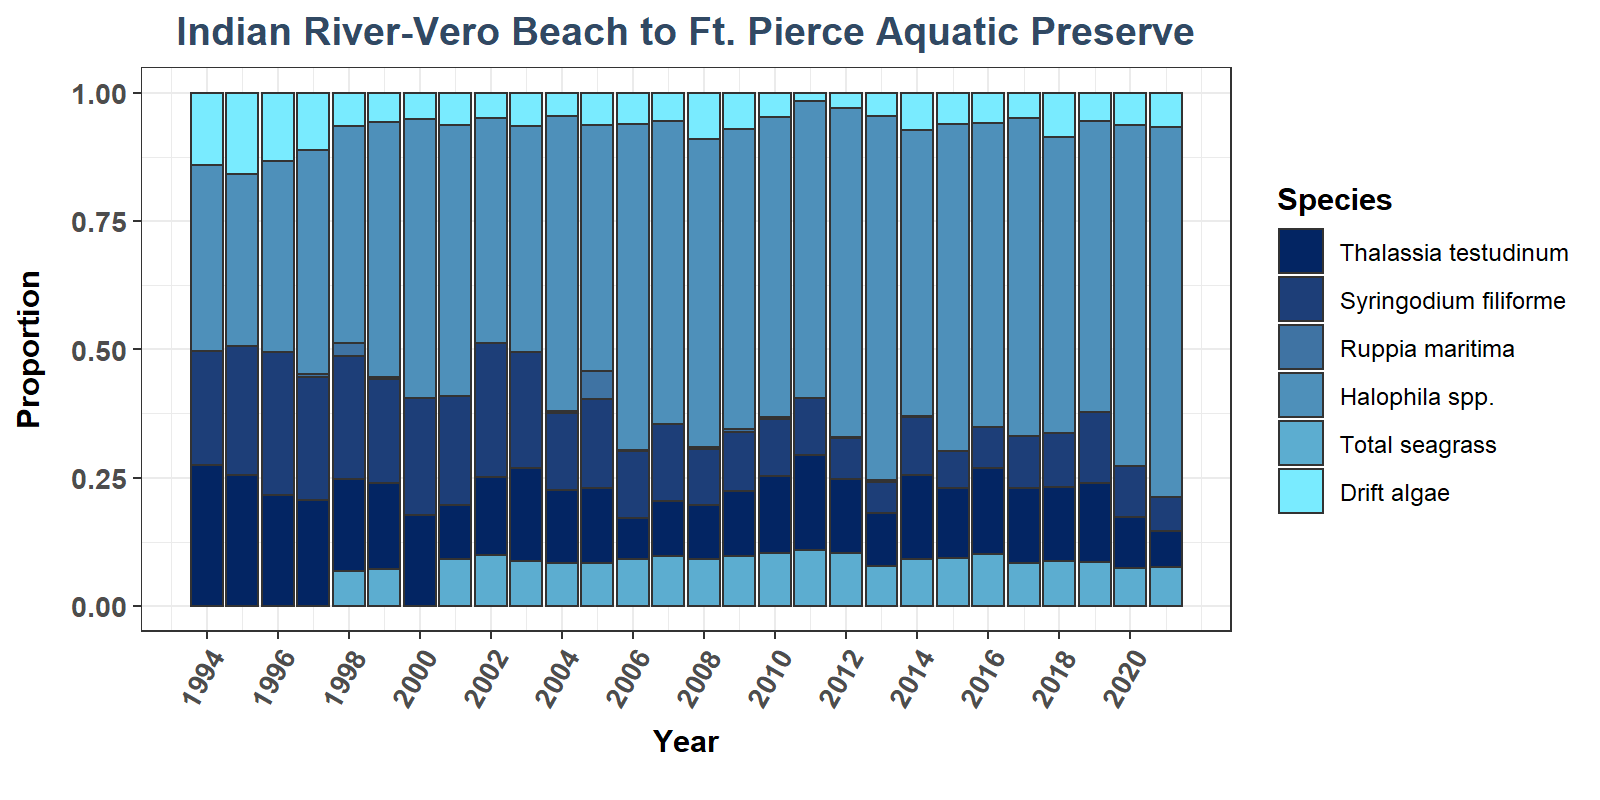 Indian River-Vero Beach to Ft. Pierce Aquatic Preserve
1.00
0.75
0.50
0.25
0.00
Proportion
1994
1996
1998
2000
2002
2004
2006
2008
2010
2012
2014
2016
2018
2020
Year
Species
Thalassia testudinum
Syringodium filiforme
Ruppia maritima
Halophila spp.
Total seagrass
Drift algae